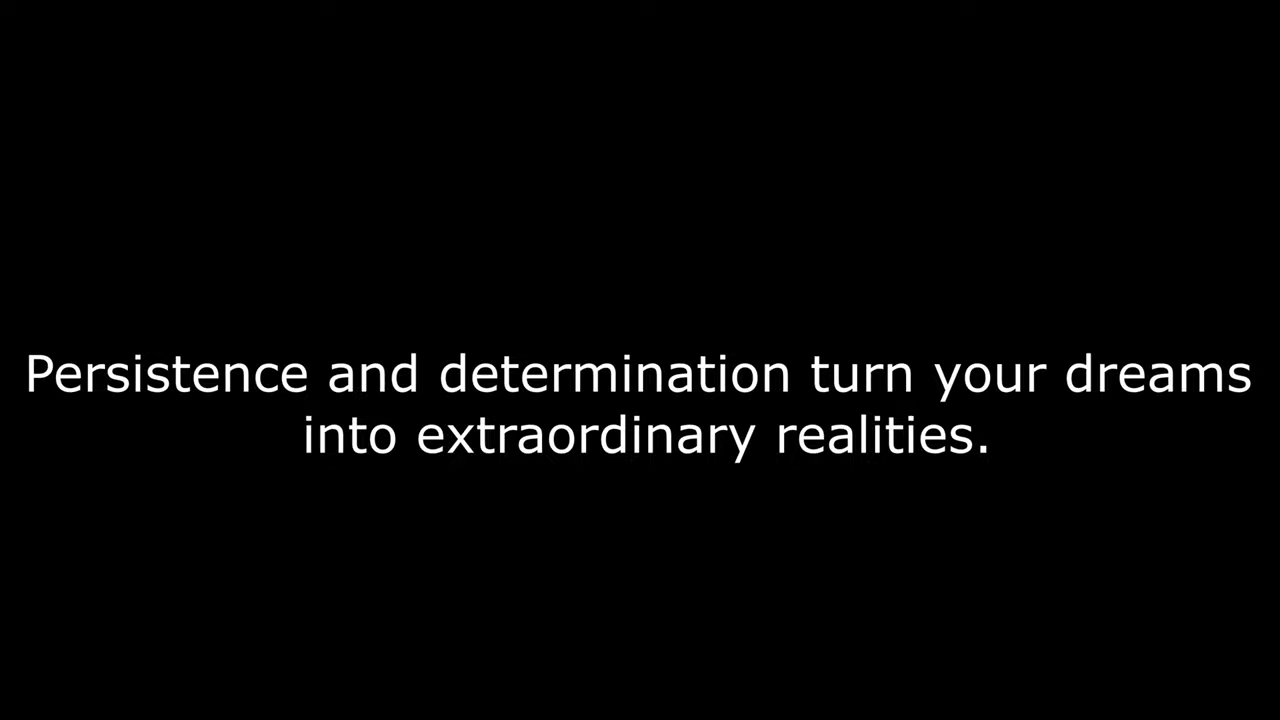 Persistence and determination turn your dreams
into extraordinary realities.